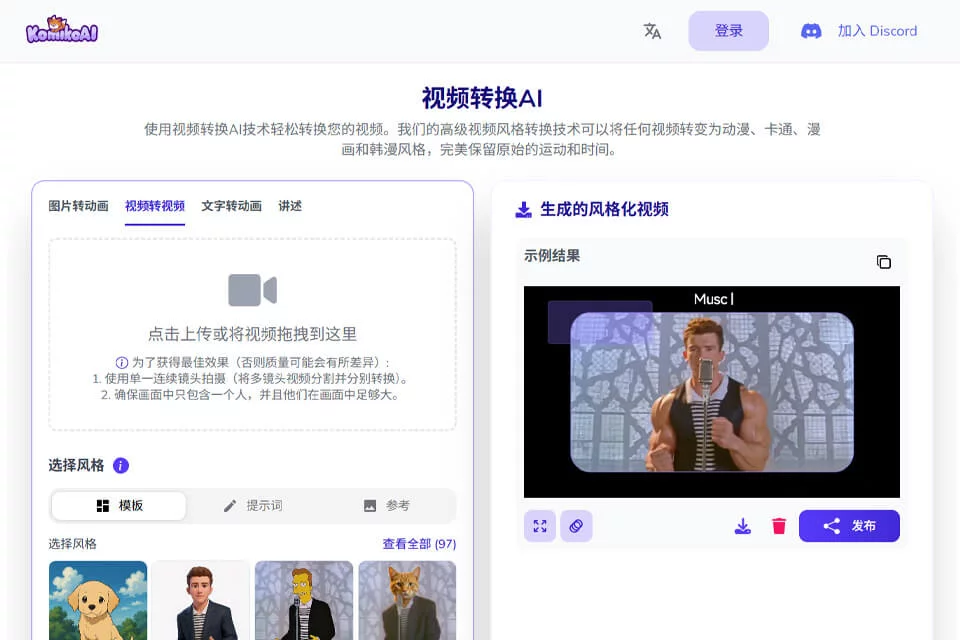 KomikoAI
登录
加入 Discord
视频转换AI
使用视频转换AI技术轻松转换您的视频。我们的高级视频风格转换技术可以将任何视频转变为动漫、卡通、漫
画和韩漫风格，完美保留原始的运动和时间。
图片转动画 视频转视频 文字转动画 讲述
点击上传或将视频拖拽到这里
为了获得最佳效果（否则质量可能会有所差异）:
1. 使用单一连续镜头拍摄（将多镜头视频分割并分别转换）。
2. 确保画面中只包含一个人，并且他们在画面中足够大。
选择风格
模板 提示词 参考
选择风格 查看全部 (97)
生成的风格化视频
示例结果
Musc
发布